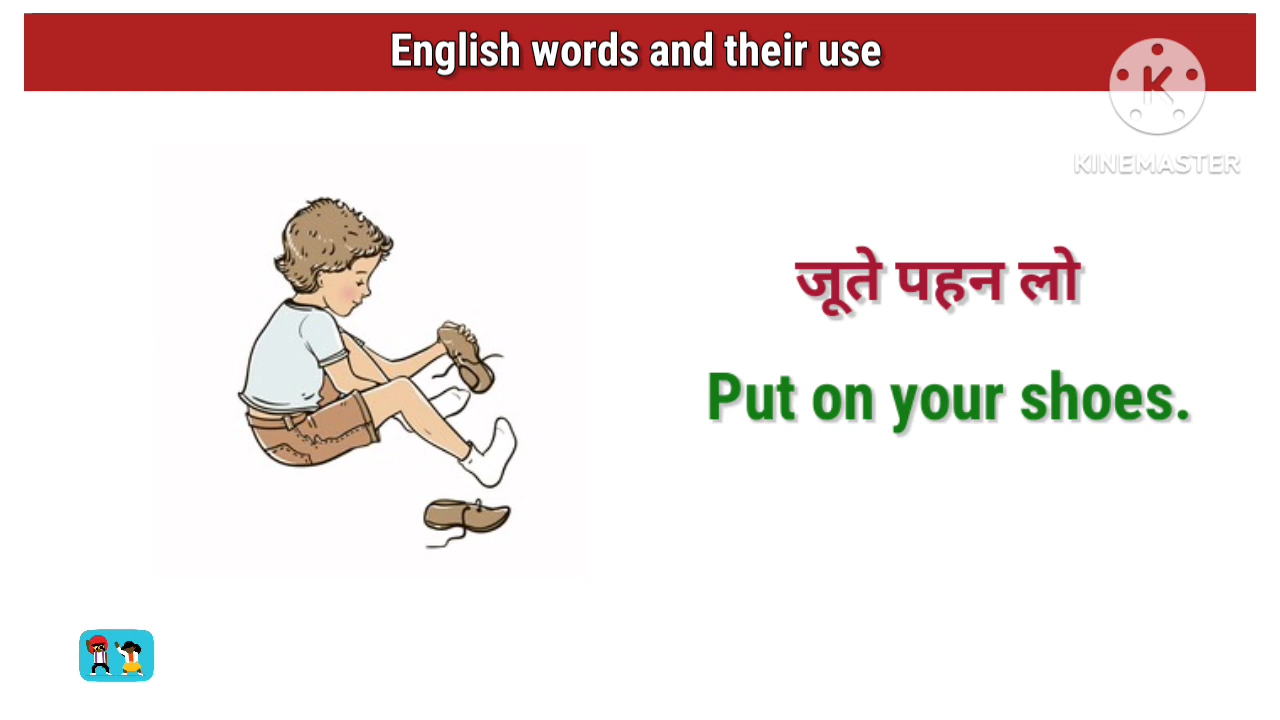 English words and their use
K
KINEMASTER
जूते पहन लो
Put on your shoes.